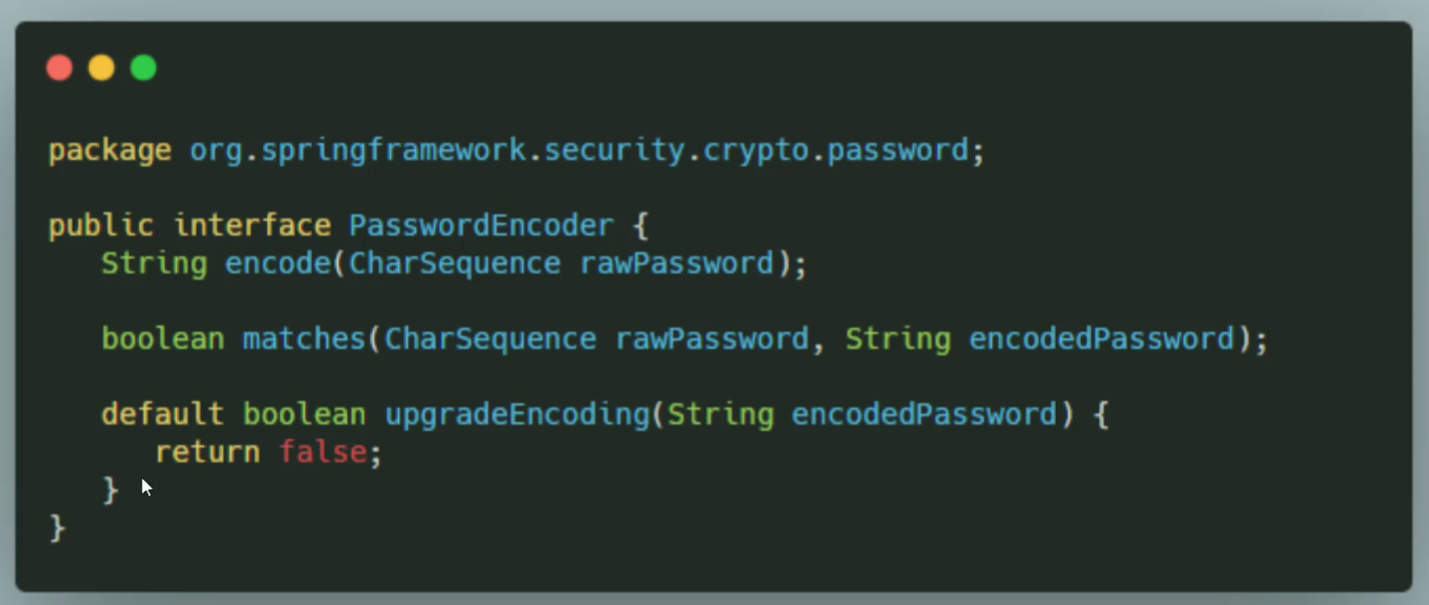 package org.springframework.security.crypto.password;
public interface PasswordEncoder {
String encode(CharSequence rawPassword);
boolean matches(CharSequence rawPassword, String encodedPassword);
default boolean upgradeEncoding(String encodedPassword) {
return false;
}
}